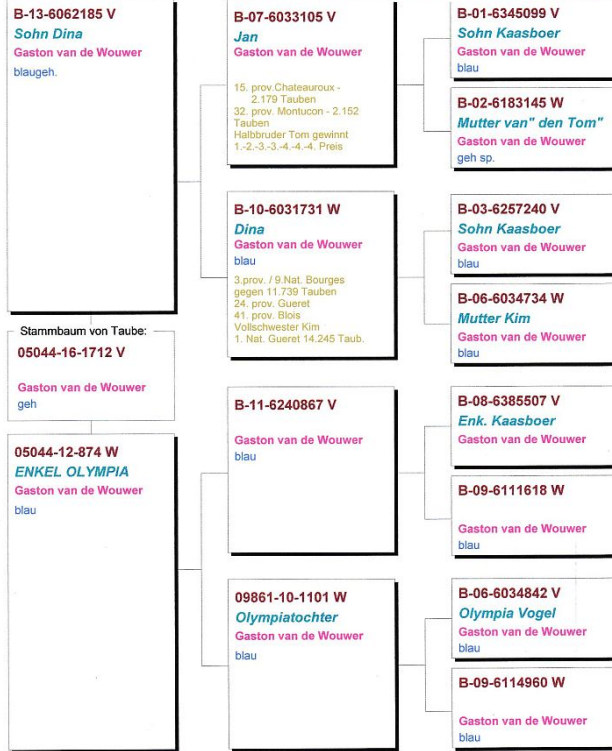 B-13-6062185 V
Sohn Dina
Gaston van de Wouwer
blaugeh.
Stammbaum von Taube:
05044-16-1712 V
Gaston van de Wouwer
geh
05044-12-874 W
ENKEL OLYMPIA
Gaston van de Wouwer
blau
B-07-6033105 V
Jan
Gaston van de Wouwer
15. prov.Chateauroux -
2.179 Tauben
32. prov. Montucon - 2.152
Tauben
Halbbruder Tom gewinnt
1.-2.-3.-3.-4.-4.-4. Preis
B-10-6031731 W
Dina
Gaston van de Wouwer
blau
3.prov. / 9.Nat. Bourges
gegen 11.739 Tauben
24. prov. Gueret
41. prov. Blois
Vollschwester Kim
1. Nat. Gueret 14.245 Taub.
B-11-6240867 V
Gaston van de Wouwer
blau
09861-10-1101 W
Olympiatochter
Gaston van de Wouwer
blau
B-01-6345099 V
Sohn Kaasboer
Gaston van de Wouwer
blau
B-02-6183145 W
Mutter van" den Tom"
Gaston van de Wouwer
geh sp.
B-03-6257240 V
Sohn Kaasboer
Gaston van de Wouwer
blau
B-06-6034734 W
Mutter Kim
Gaston van de Wouwer
blau
B-08-6385507 V
Enk. Kaasboer
Gaston van de Wouwer
B-09-6111618 W
Gaston van de Wouwer
blau
B-06-6034842 V
Olympia Vogel
Gaston van de Wouwer
blau
B-09-6114960 W
Gaston van de Wouwer
blau